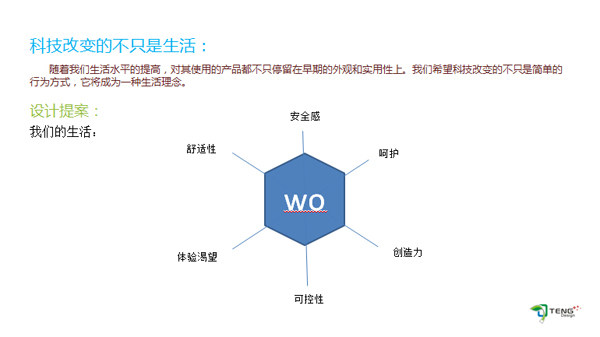 科技改变的不只是生活：
随着我们生活水平的提高，对其使用的产品都不只停留在早期的外观和实用性上。我们希望科技改变的不只是简单的
行为方式，它将成为一种生活理念。
设计提案：
我们的生活：
安全感
舒适性
呵护
wo
体验渴望
创造力
可控性
TENG
Design